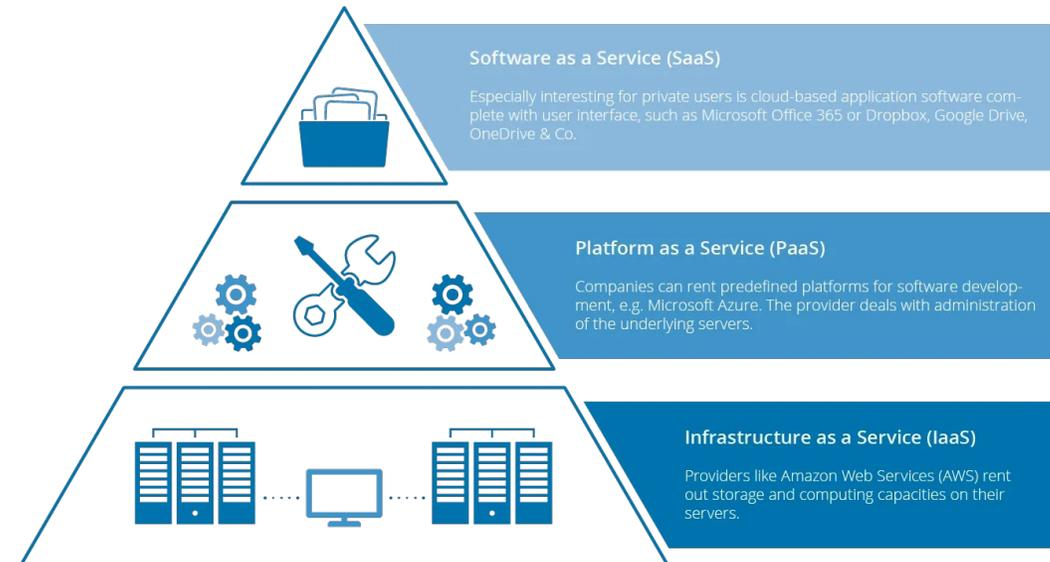 Software as a Service (SaaS)
Especially interesting for private users is cloud-based application software com-
plete with user interface, such as Microsoft Office 365 or Dropbox, Google Drive,
OneDrive & Co.
Platform as a Service (PaaS)
Companies can rent predefined platforms for software develop-
ment, e.g. Microsoft Azure. The provider deals with administration
of the underlying servers.
Infrastructure as a Service (IaaS)
Providers like Amazon Web Services (AWS) rent
out storage and computing capacities on their
servers.